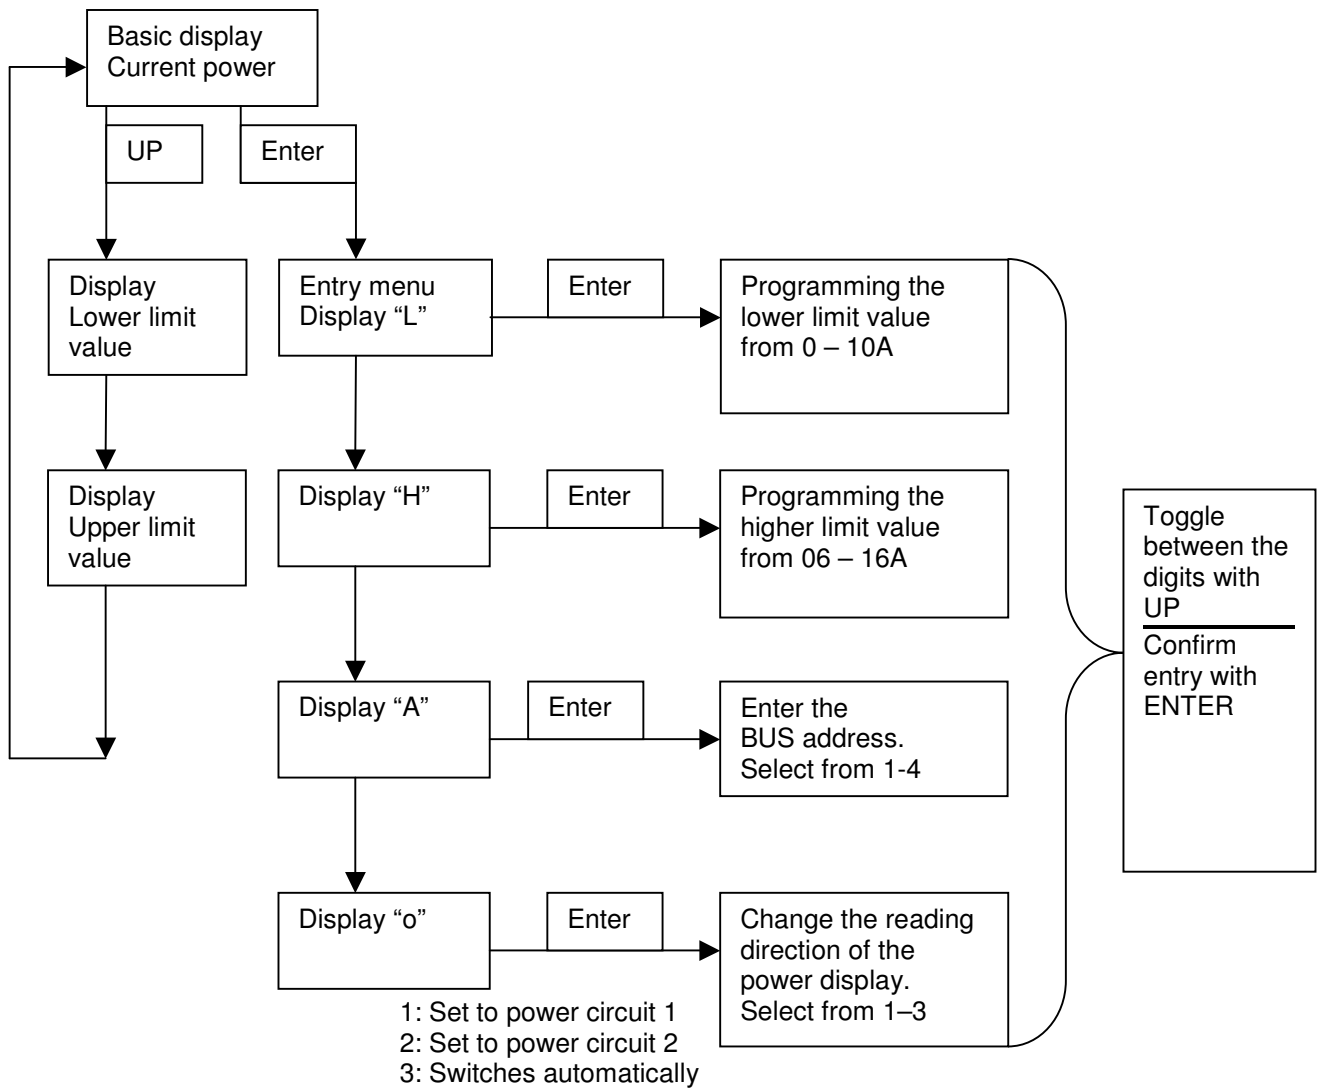 Basic display
Current power
UP
Enter
Display
Lower limit
value
Entry menu
Display “L”
Enter
Programming the
lower limit value
from 0 – 10A
Display
Upper limit
value
Display “H”
Enter
Programming the
higher limit value
from 06 – 16A
Toggle
between the
digits with
UP
Confirm
entry with
ENTER
Display “A”
Enter
Enter the
BUS address.
Select from 1-4
Display “o”
Enter
Change the reading
direction of the
power display.
Select from 1–3
1: Set to power circuit 1
2: Set to power circuit 2
3: Switches automatically